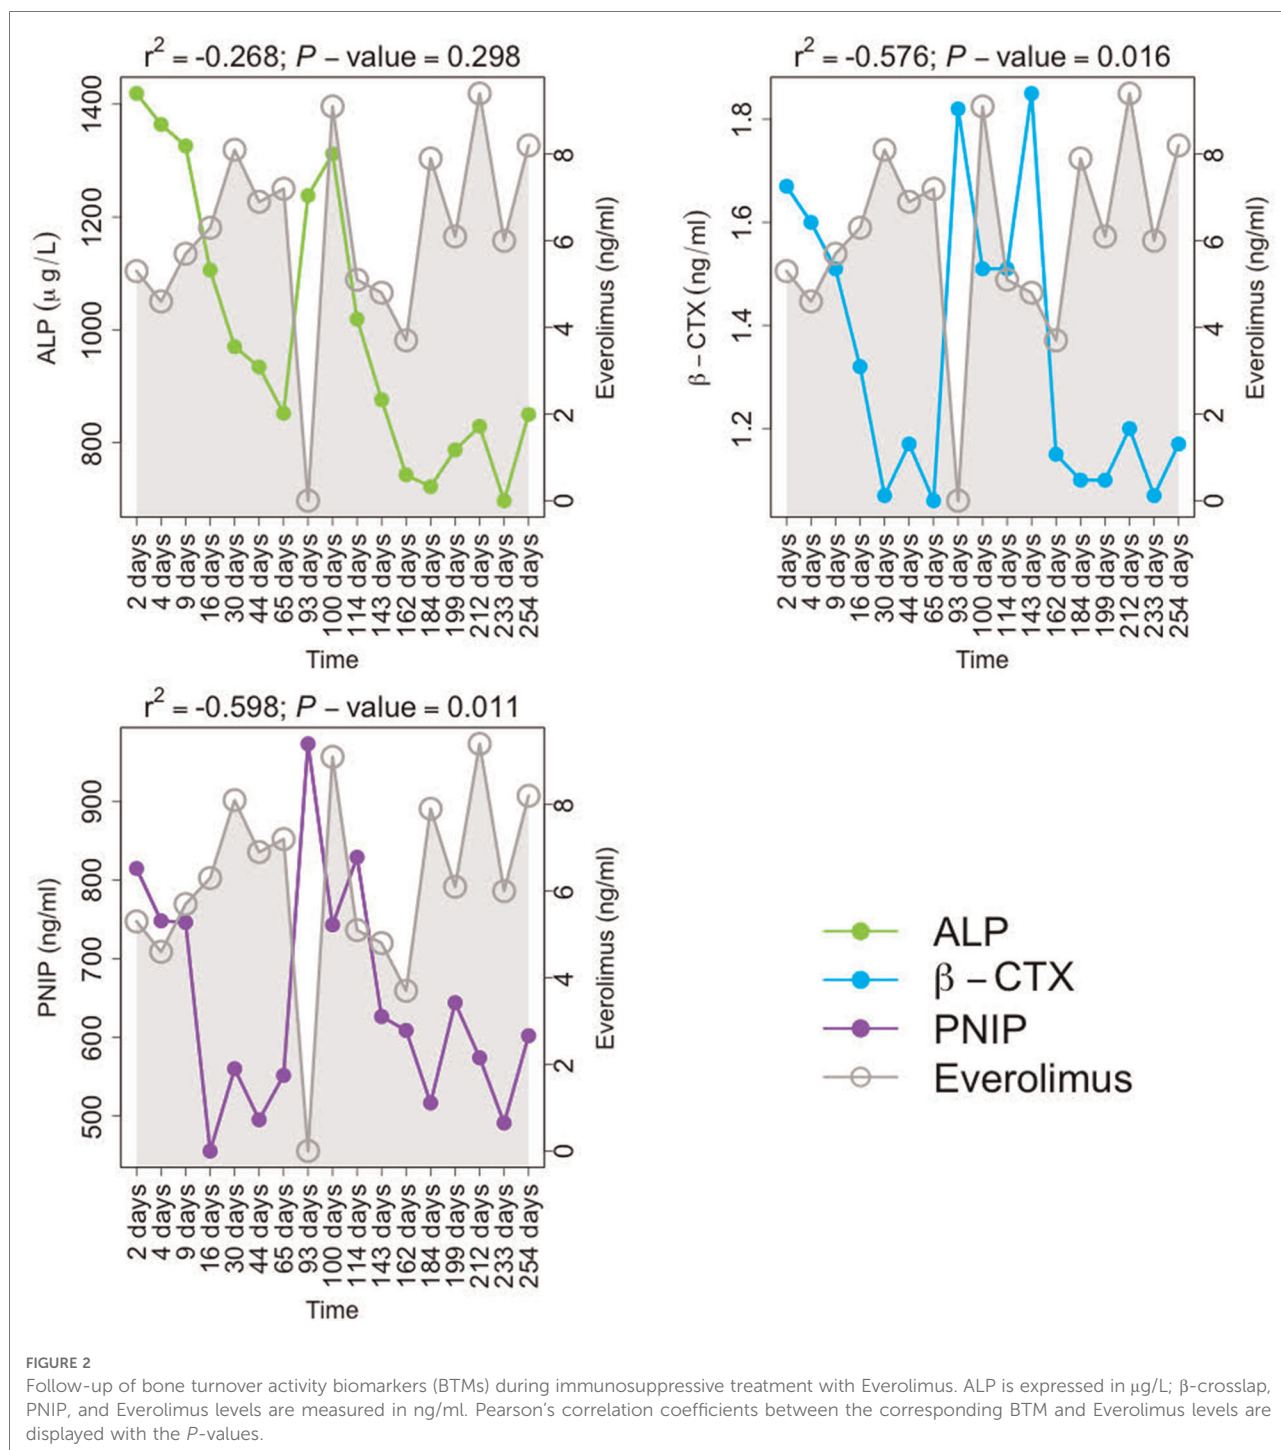 r² = -0.268; P – value = 0.298
ALP (μ g/L)
1400
1200
1000
800
8
6
4
2
0
Everolimus (ng/ml)
2 days
4 days
9 days
16 days
30 days
44 days
65 days
93 days
100 days
114 days
143 days
162 days
184 days
199 days
212 days
233 days
254 days
Time
r² = -0.576; P – value = 0.016
β – CTX (ng/ml)
1.8
1.6
1.4
1.2
8
6
4
2
0
Everolimus (ng/ml)
2 days
4 days
9 days
16 days
30 days
44 days
65 days
93 days
100 days
114 days
143 days
162 days
184 days
199 days
212 days
233 days
254 days
Time
r² = -0.598; P – value = 0.011
PNIP (ng/ml)
900
800
700
600
500
8
6
4
2
0
Everolimus (ng/ml)
2 days
4 days
9 days
16 days
30 days
44 days
65 days
93 days
100 days
114 days
143 days
162 days
184 days
199 days
212 days
233 days
254 days
Time
ALP
β – CTX
PNIP
Everolimus
FIGURE 2
Follow-up of bone turnover activity biomarkers (BTMs) during immunosuppressive treatment with Everolimus. ALP is expressed in μg/L; β-crosslap,
PNIP, and Everolimus levels are measured in ng/ml. Pearson's correlation coefficients between the corresponding BTM and Everolimus levels are
displayed with the P-values.